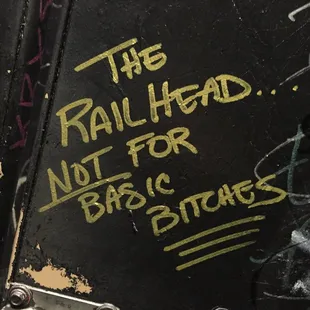 THE
RAILHEAD...
NOT FOR
BASIC
BITCHES